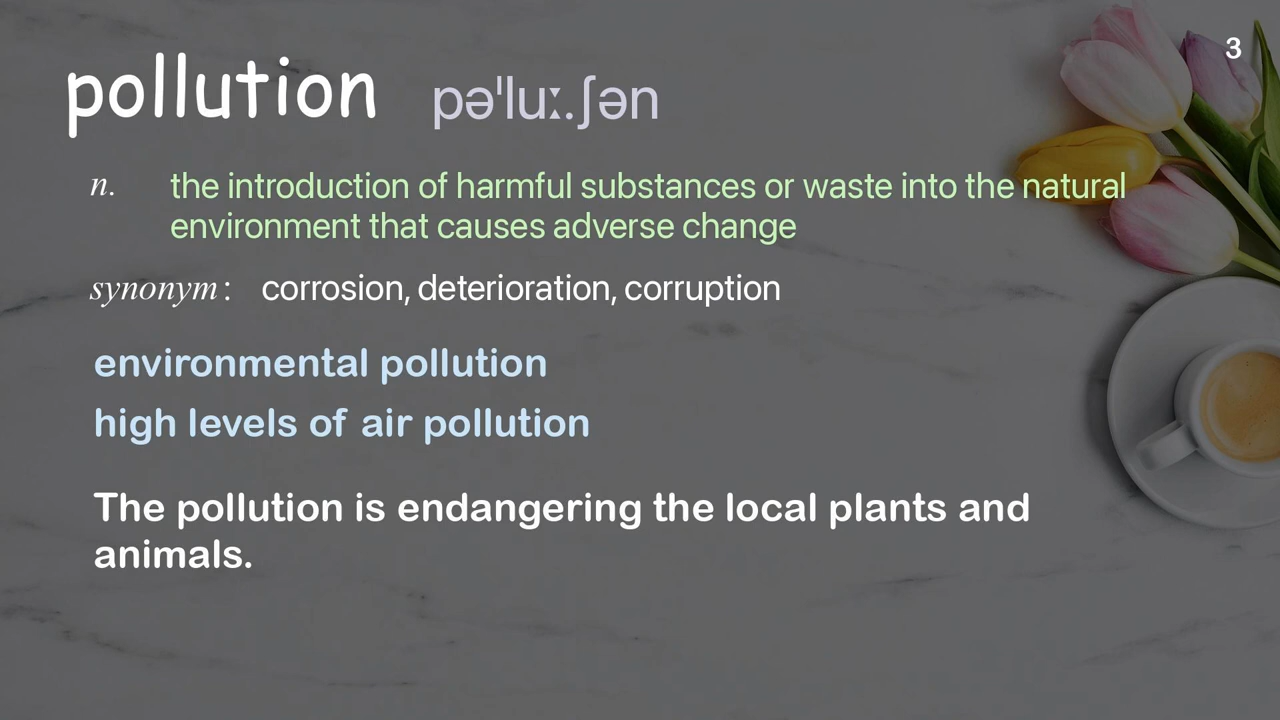 3
pollution pəˈluː.ʃən
n. the introduction of harmful substances or waste into the natural
environment that causes adverse change
synonym: corrosion, deterioration, corruption
environmental pollution
high levels of air pollution
The pollution is endangering the local plants and
animals.